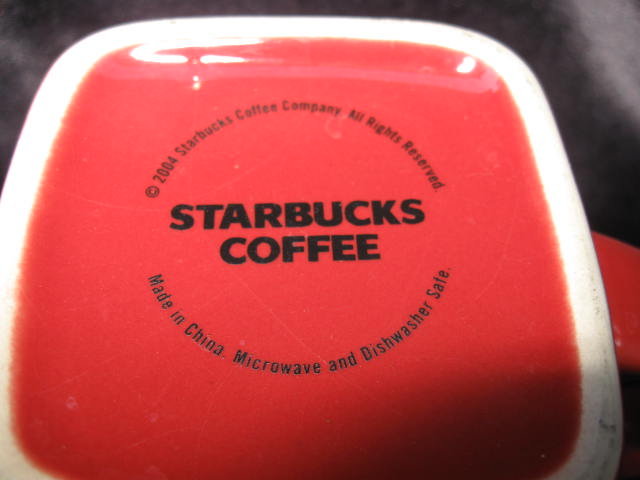 © 2004 Starbucks Coffee Company. All Rights Reserved.
STARBUCKS
COFFEE
Made in China. Microwave and Dishwasher Safe.